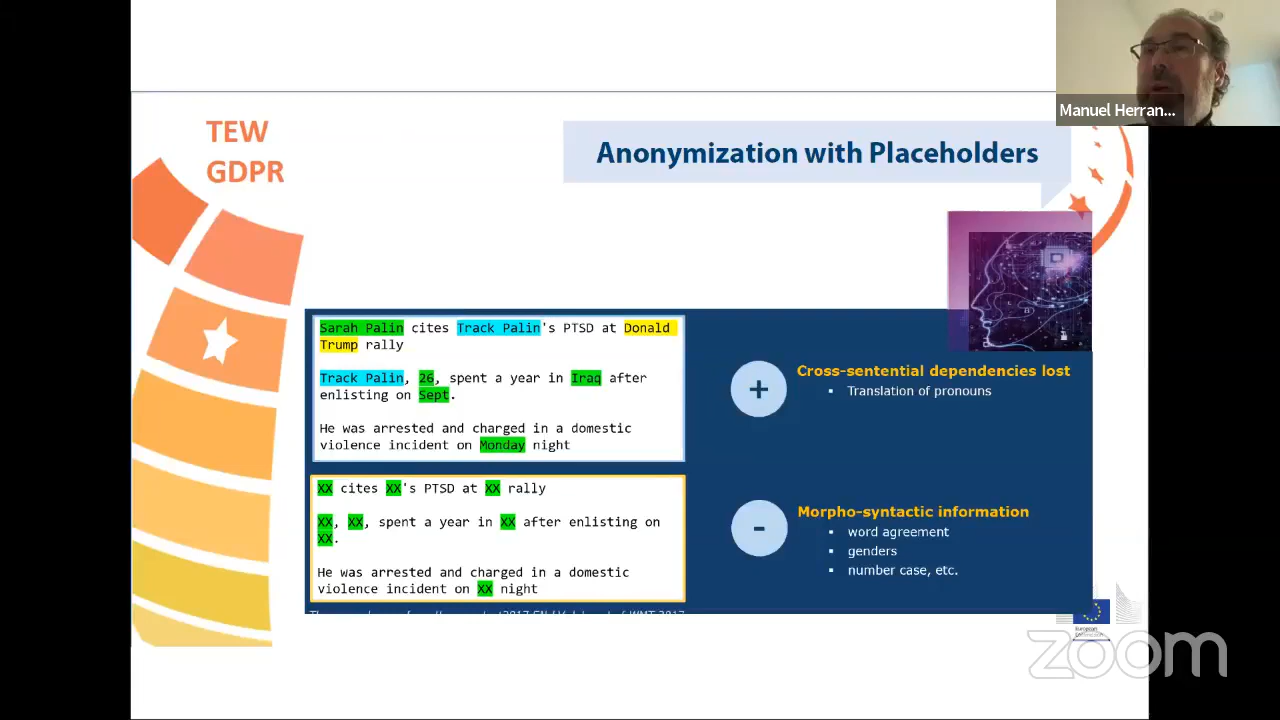 Manuel Herran...
TEW
GDPR
Anonymization with Placeholders
Sarah Palin cites Track Palin's PTSD at Donald
Trump rally
Track Palin, 26, spent a year in Iraq after
enlisting on Sept.
He was arrested and charged in a domestic
violence incident on Monday night
XX cites XX's PTSD at XX rally
XX, XX, spent a year in XX after enlisting on
XX.
He was arrested and charged in a domestic
violence incident on XX night
+
Cross-sentential dependencies lost
▪ Translation of pronouns
-
Morpho-syntactic information
▪ word agreement
▪ genders
▪ number case, etc.
European
zoom